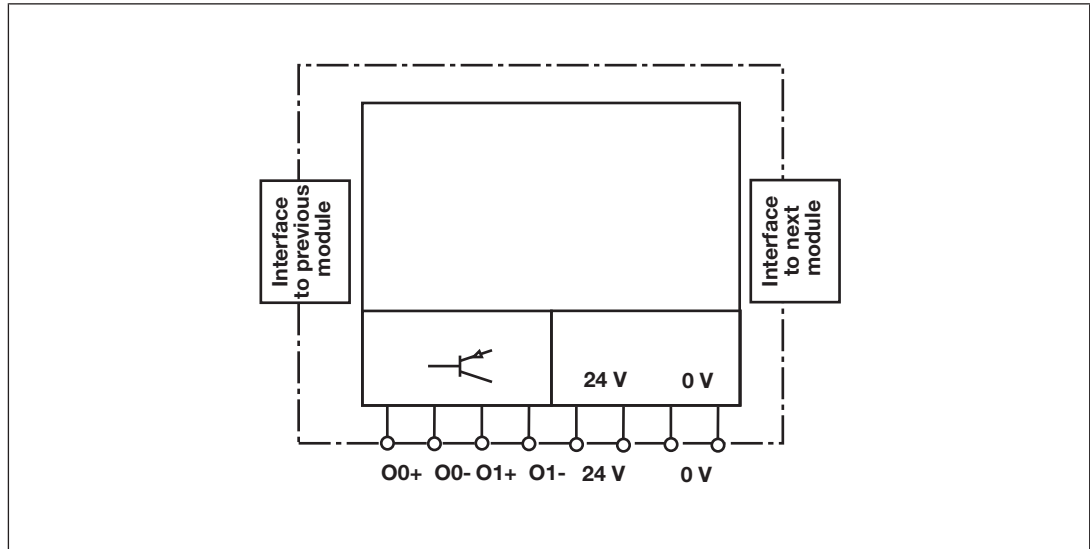 Interface
to previous
module
Interface
to next
module
24 V 0 V
O0+ O0- O1+ O1- 24 V 0 V